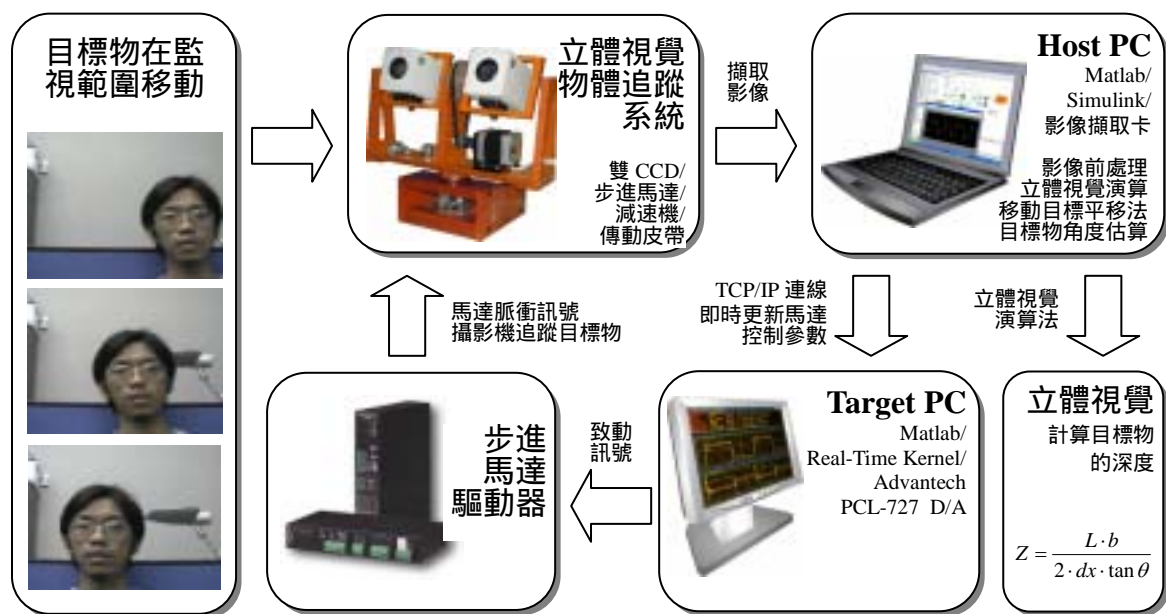 目標物在監
視範圍移動
立體視覺
物體追蹤
系統
雙 CCD/
步進馬達/
減速機/
傳動皮帶
擷取
影像
Host PC
Matlab/
Simulink/
影像擷取卡
影像前處理
立體視覺演算
移動目標平移法
目標物角度估算
馬達脈衝訊號
攝影機追蹤目標物
TCP/IP 連線
即時更新馬達
控制參數
立體視覺
演算法
步進
馬達
驅動器
致動
訊號
Target PC
Matlab/
Real-Time Kernel/
Advantech
PCL-727 D/A
立體視覺
計算目標物
的深度
Z = L·b / 2·dx·tan θ